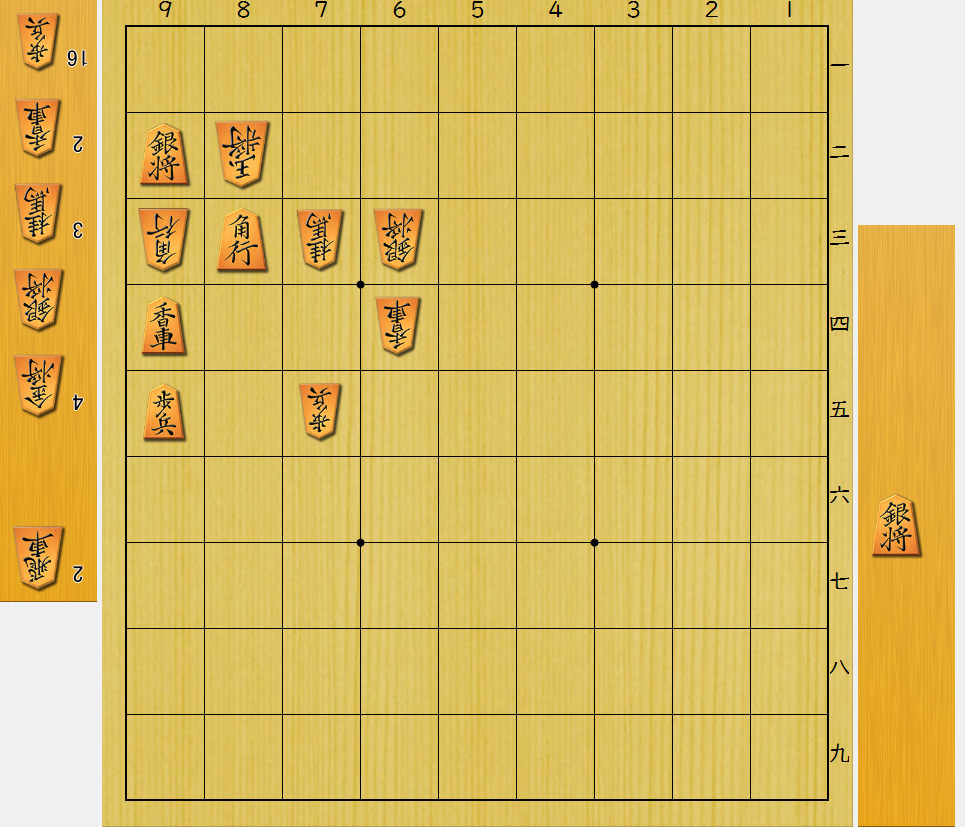 9 8 7 6 5 4 3 2 1
歩兵 16
香車 2
桂馬 3
銀将
金将 4
飛車 2
一
銀将 玉将 二
角行 角行 桂馬 銀将 三
香車 香車 四
歩兵 歩兵 五
六
銀将
七
八
九